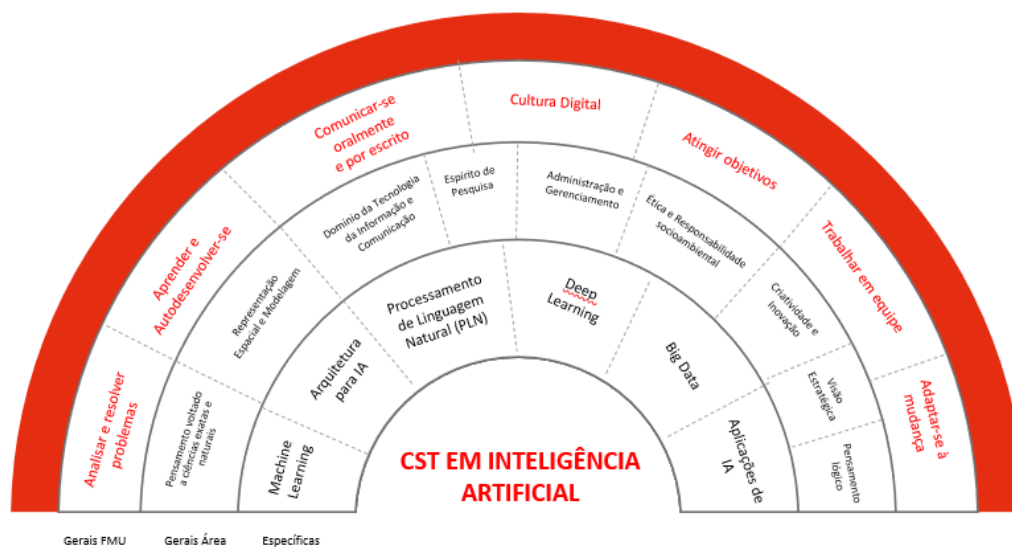 Analisar e resolver
problemas
Aprender e
Autodesenvolver-se
Comunicar-se
oralmente
e por escrito
Cultura Digital
Atingir objetivos
Trabalhar em equipe
Adaptar-se à
mudança
Pensamento voltado
a ciências exatas e
naturais
Representação
Espacial e Modelagem
Domínio da Tecnologia
da Informação e
Comunicação
Espírito de
Pesquisa
Administração e
Gerenciamento
Ética e Responsabilidade
socioambiental
Criatividade e
Inovação
Visão
Estratégica
Pensamento
lógico
Machine
Learning
Arquitetura
para IA
Processamento
de Linguagem
Natural (PLN)
Deep
Learning
Big Data
Aplicações de
IA
CST EM INTELIGÊNCIA
ARTIFICIAL
Gerais FMU
Gerais Área
Específicas